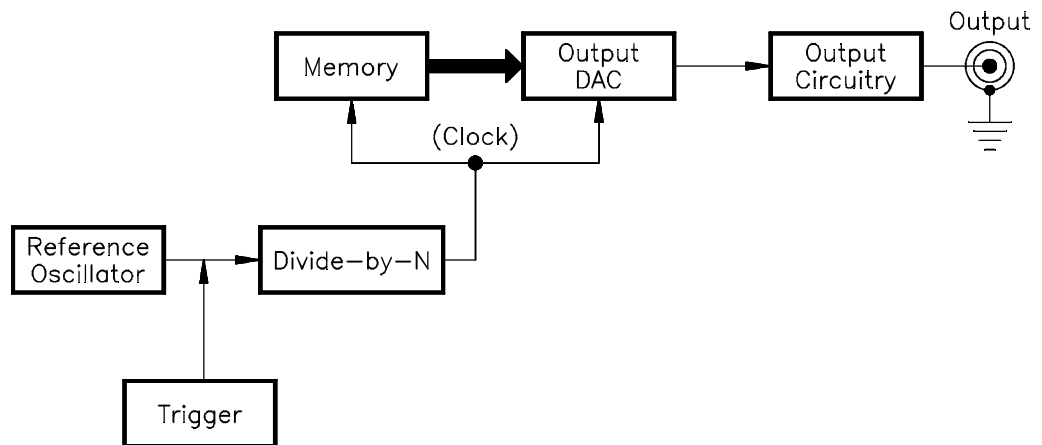 Output
Memory
Output
DAC
Output
Circuitry
(Clock)
Reference
Oscillator
Divide-by-N
Trigger